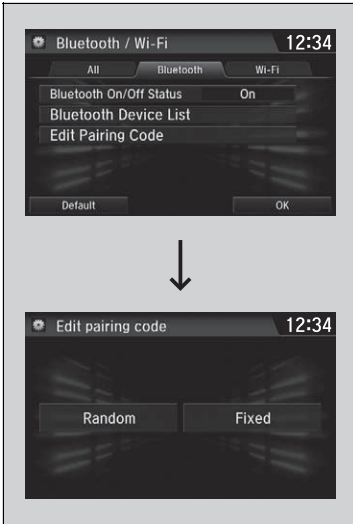 Bluetooth / Wi-Fi 12:34
All Bluetooth Wi-Fi
Bluetooth On/Off Status On
Bluetooth Device List
Edit Pairing Code
Default OK
Edit pairing code 12:34
Random Fixed